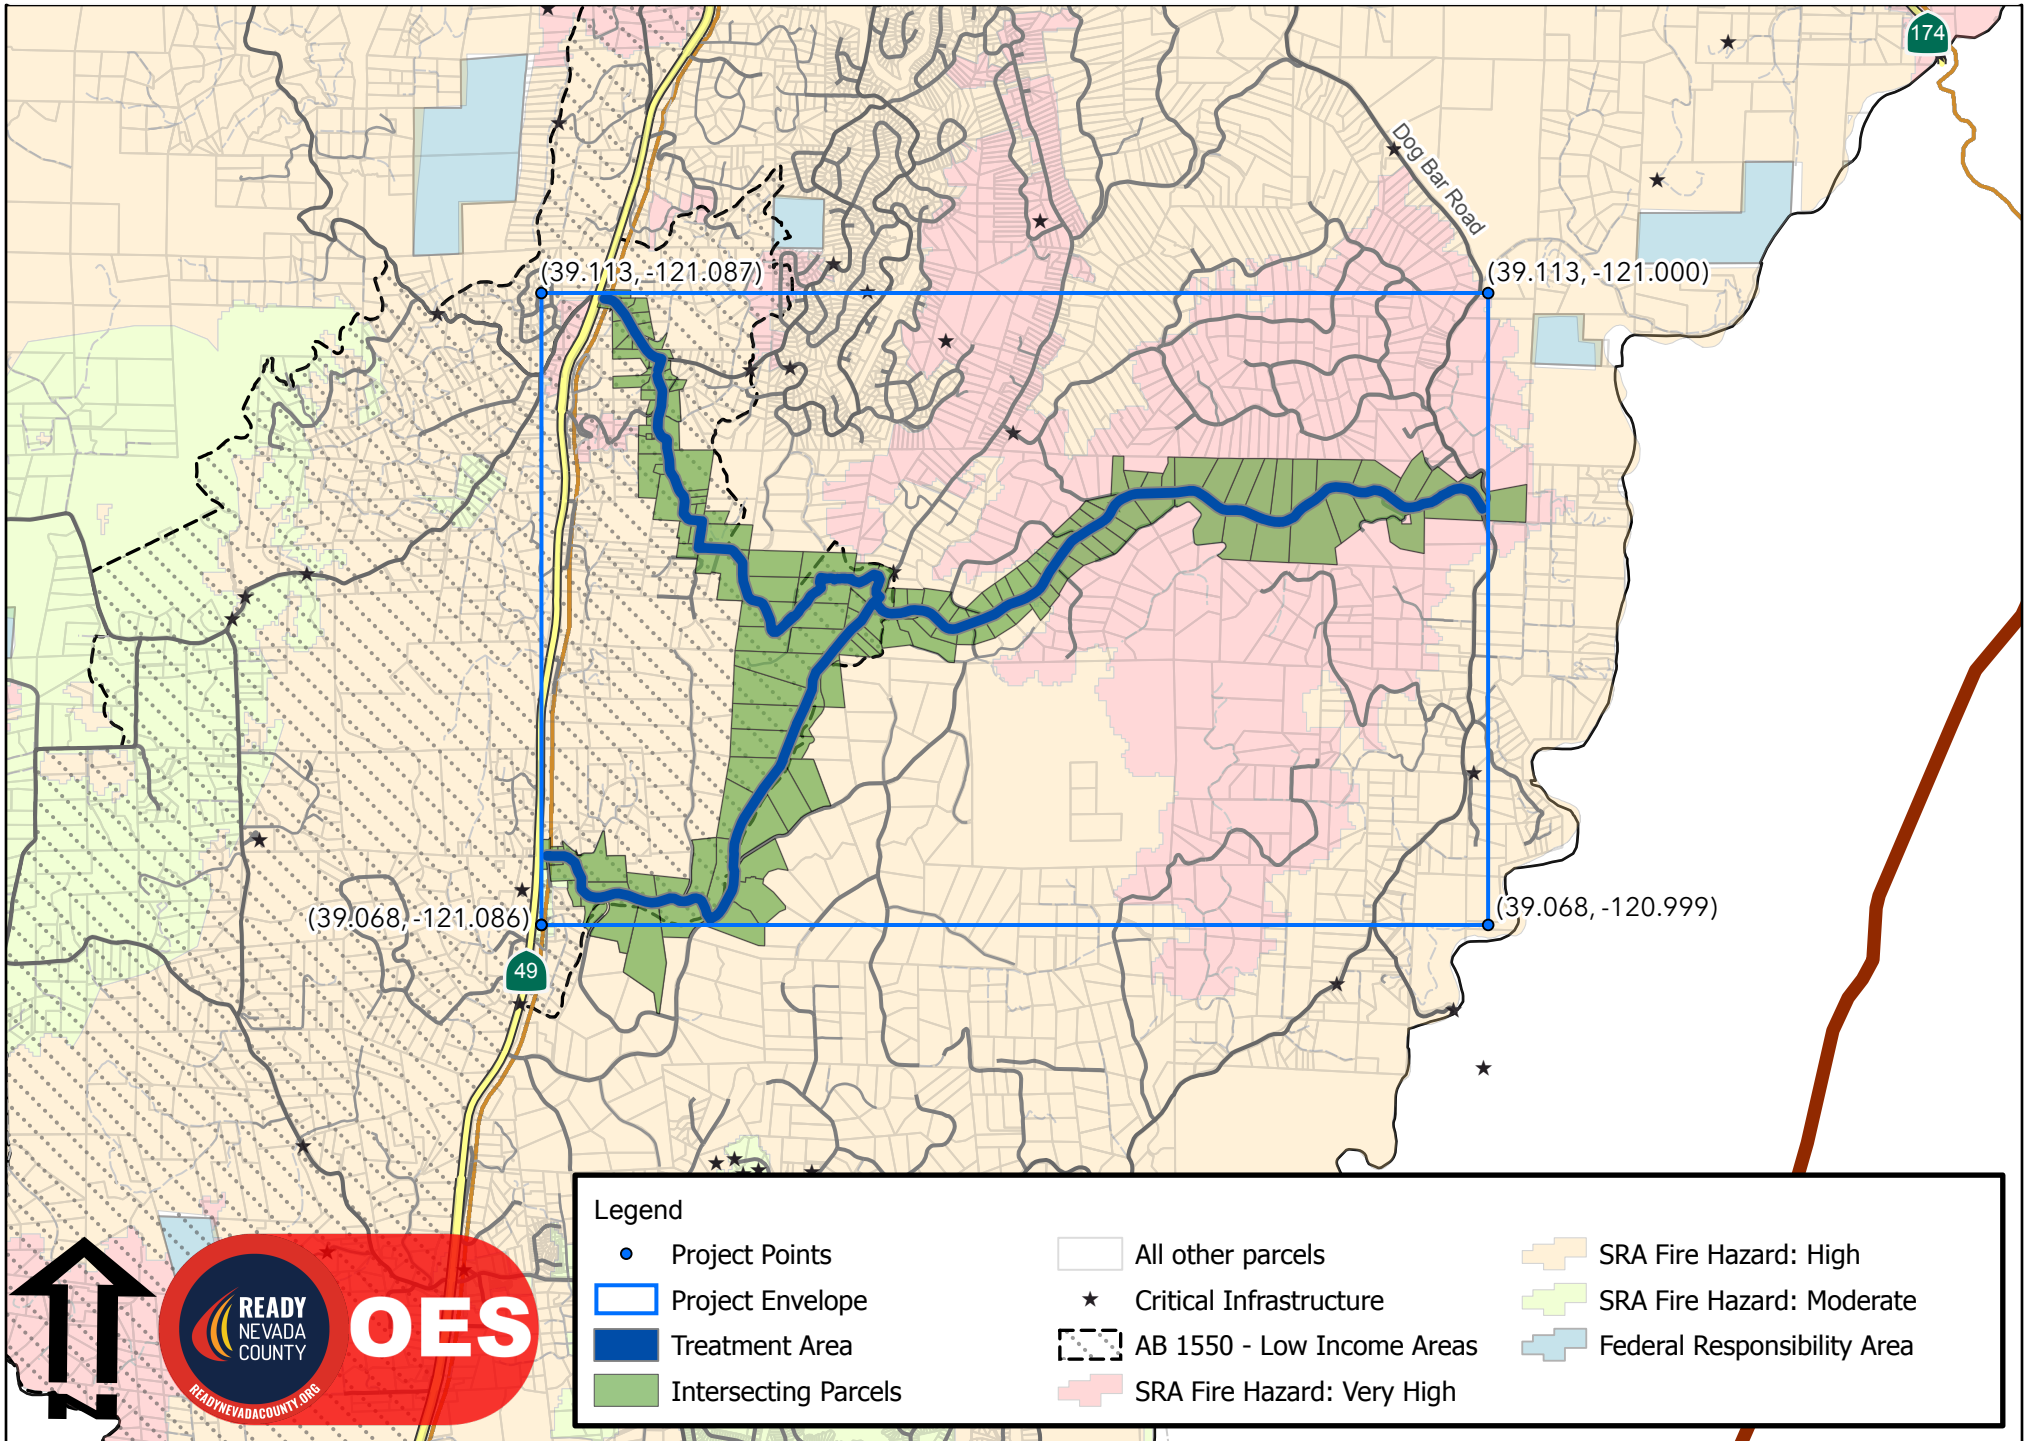 174
Dog Bar Road
(39.113, -121.087)
(39.113, -121.000)
(39.068, -121.086)
(39.068, -120.999)
49
Legend
Project Points
Project Envelope
Treatment Area
Intersecting Parcels
All other parcels
Critical Infrastructure
AB 1550 - Low Income Areas
SRA Fire Hazard: Very High
SRA Fire Hazard: High
SRA Fire Hazard: Moderate
Federal Responsibility Area
N
READY
NEVADA
COUNTY
READYNEVADACOUNTY.ORG
OES